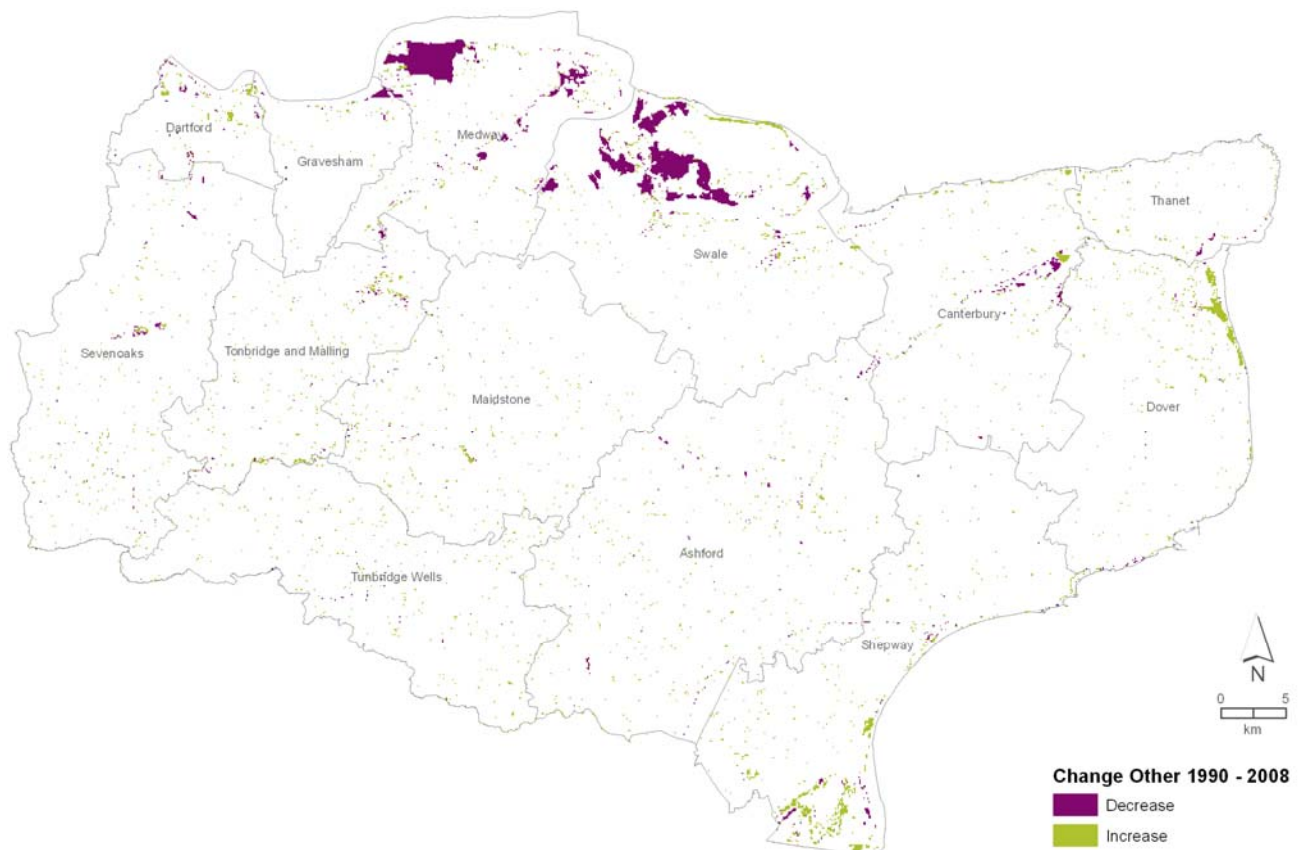 Dartford
Gravesham
Medway
Swale
Thanet
Canterbury
Sevenoaks
Tonbridge and Malling
Maidstone
Dover
Ashford
Tunbridge Wells
Shepway
N
0 5
km
Change Other 1990 - 2008
Decrease
Increase